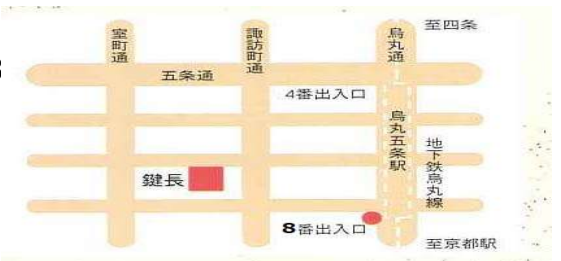 至四条
室町通
諏訪町通
烏丸通
五条通
4番出入口
烏丸五条駅
地下鉄烏丸線
鍵長
8番出入口
至京都駅